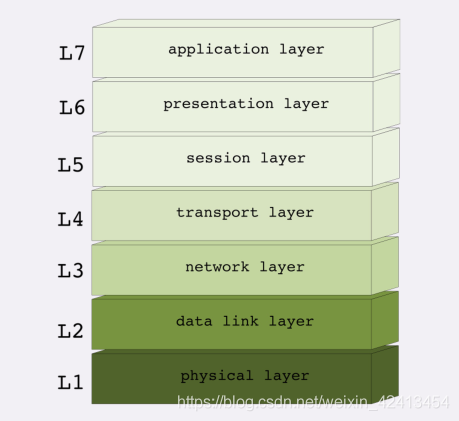 L7 application layer
L6 presentation layer
L5 session layer
L4 transport layer
L3 network layer
L2 data link layer
L1 physical layer
https://blog.csdn.net/weixin_42413454